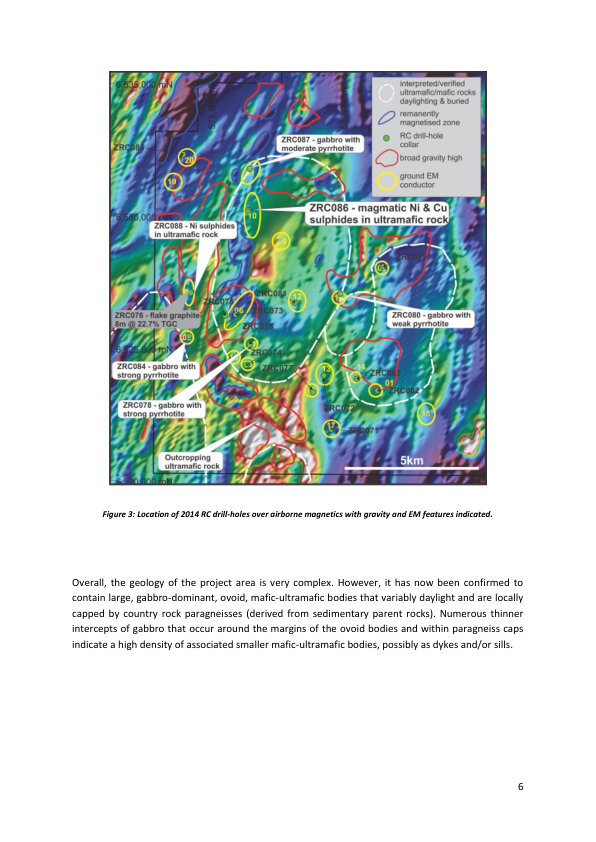 6,535,000 mN
interpreted/verified
ultramafic/mafic rocks
daylighting & buried
remanently
magnetised zone
RC drill-hole
collar
broad gravity high
ground EM
conductor
ZRC087 - gabbro with
moderate pyrrhotite
20
19
ZRC086 - magmatic Ni & Cu
sulphides in ultramafic rock
10
ZRC088 - Ni sulphides
in ultramafic rock
ZRC081
ZRC073
ZRC076 - flake graphite
8m @ 22.7% TGC
ZRC080 - gabbro with
weak pyrrhotite
ZRC084 - gabbro with
strong pyrrhotite
ZRC074
13
01
ZRC078 - gabbro with
strong pyrrhotite
18
17
ZRC071
Outcropping
ultramafic rock
5km
Figure 3: Location of 2014 RC drill-holes over airborne magnetics with gravity and EM features indicated.
Overall, the geology of the project area is very complex. However, it has now been confirmed to
contain large, gabbro-dominant, ovoid, mafic-ultramafic bodies that variably daylight and are locally
capped by country rock paragneisses (derived from sedimentary parent rocks). Numerous thinner
intercepts of gabbro that occur around the margins of the ovoid bodies and within paragneiss caps
indicate a high density of associated smaller mafic-ultramafic bodies, possibly as dykes and/or sills.
6